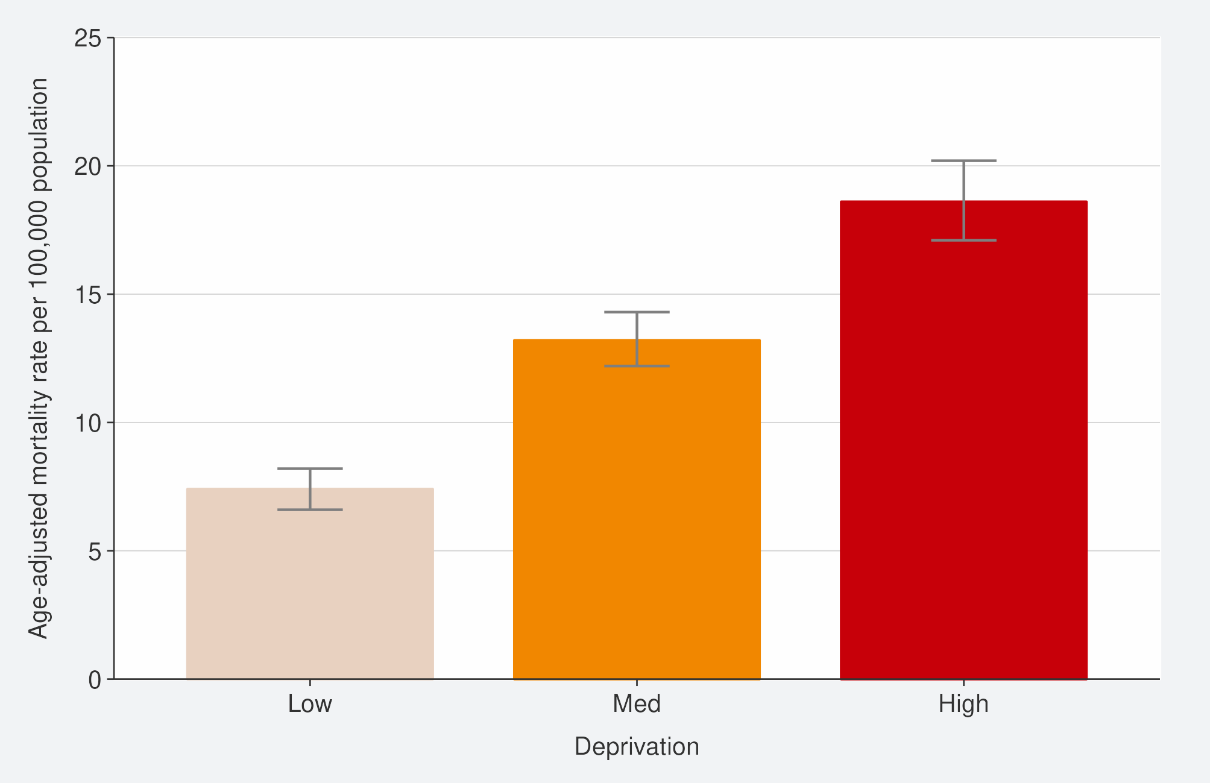 Age-adjusted mortality rate per 100,000 population
25
20
15
10
5
0
Low
Med
High
Deprivation